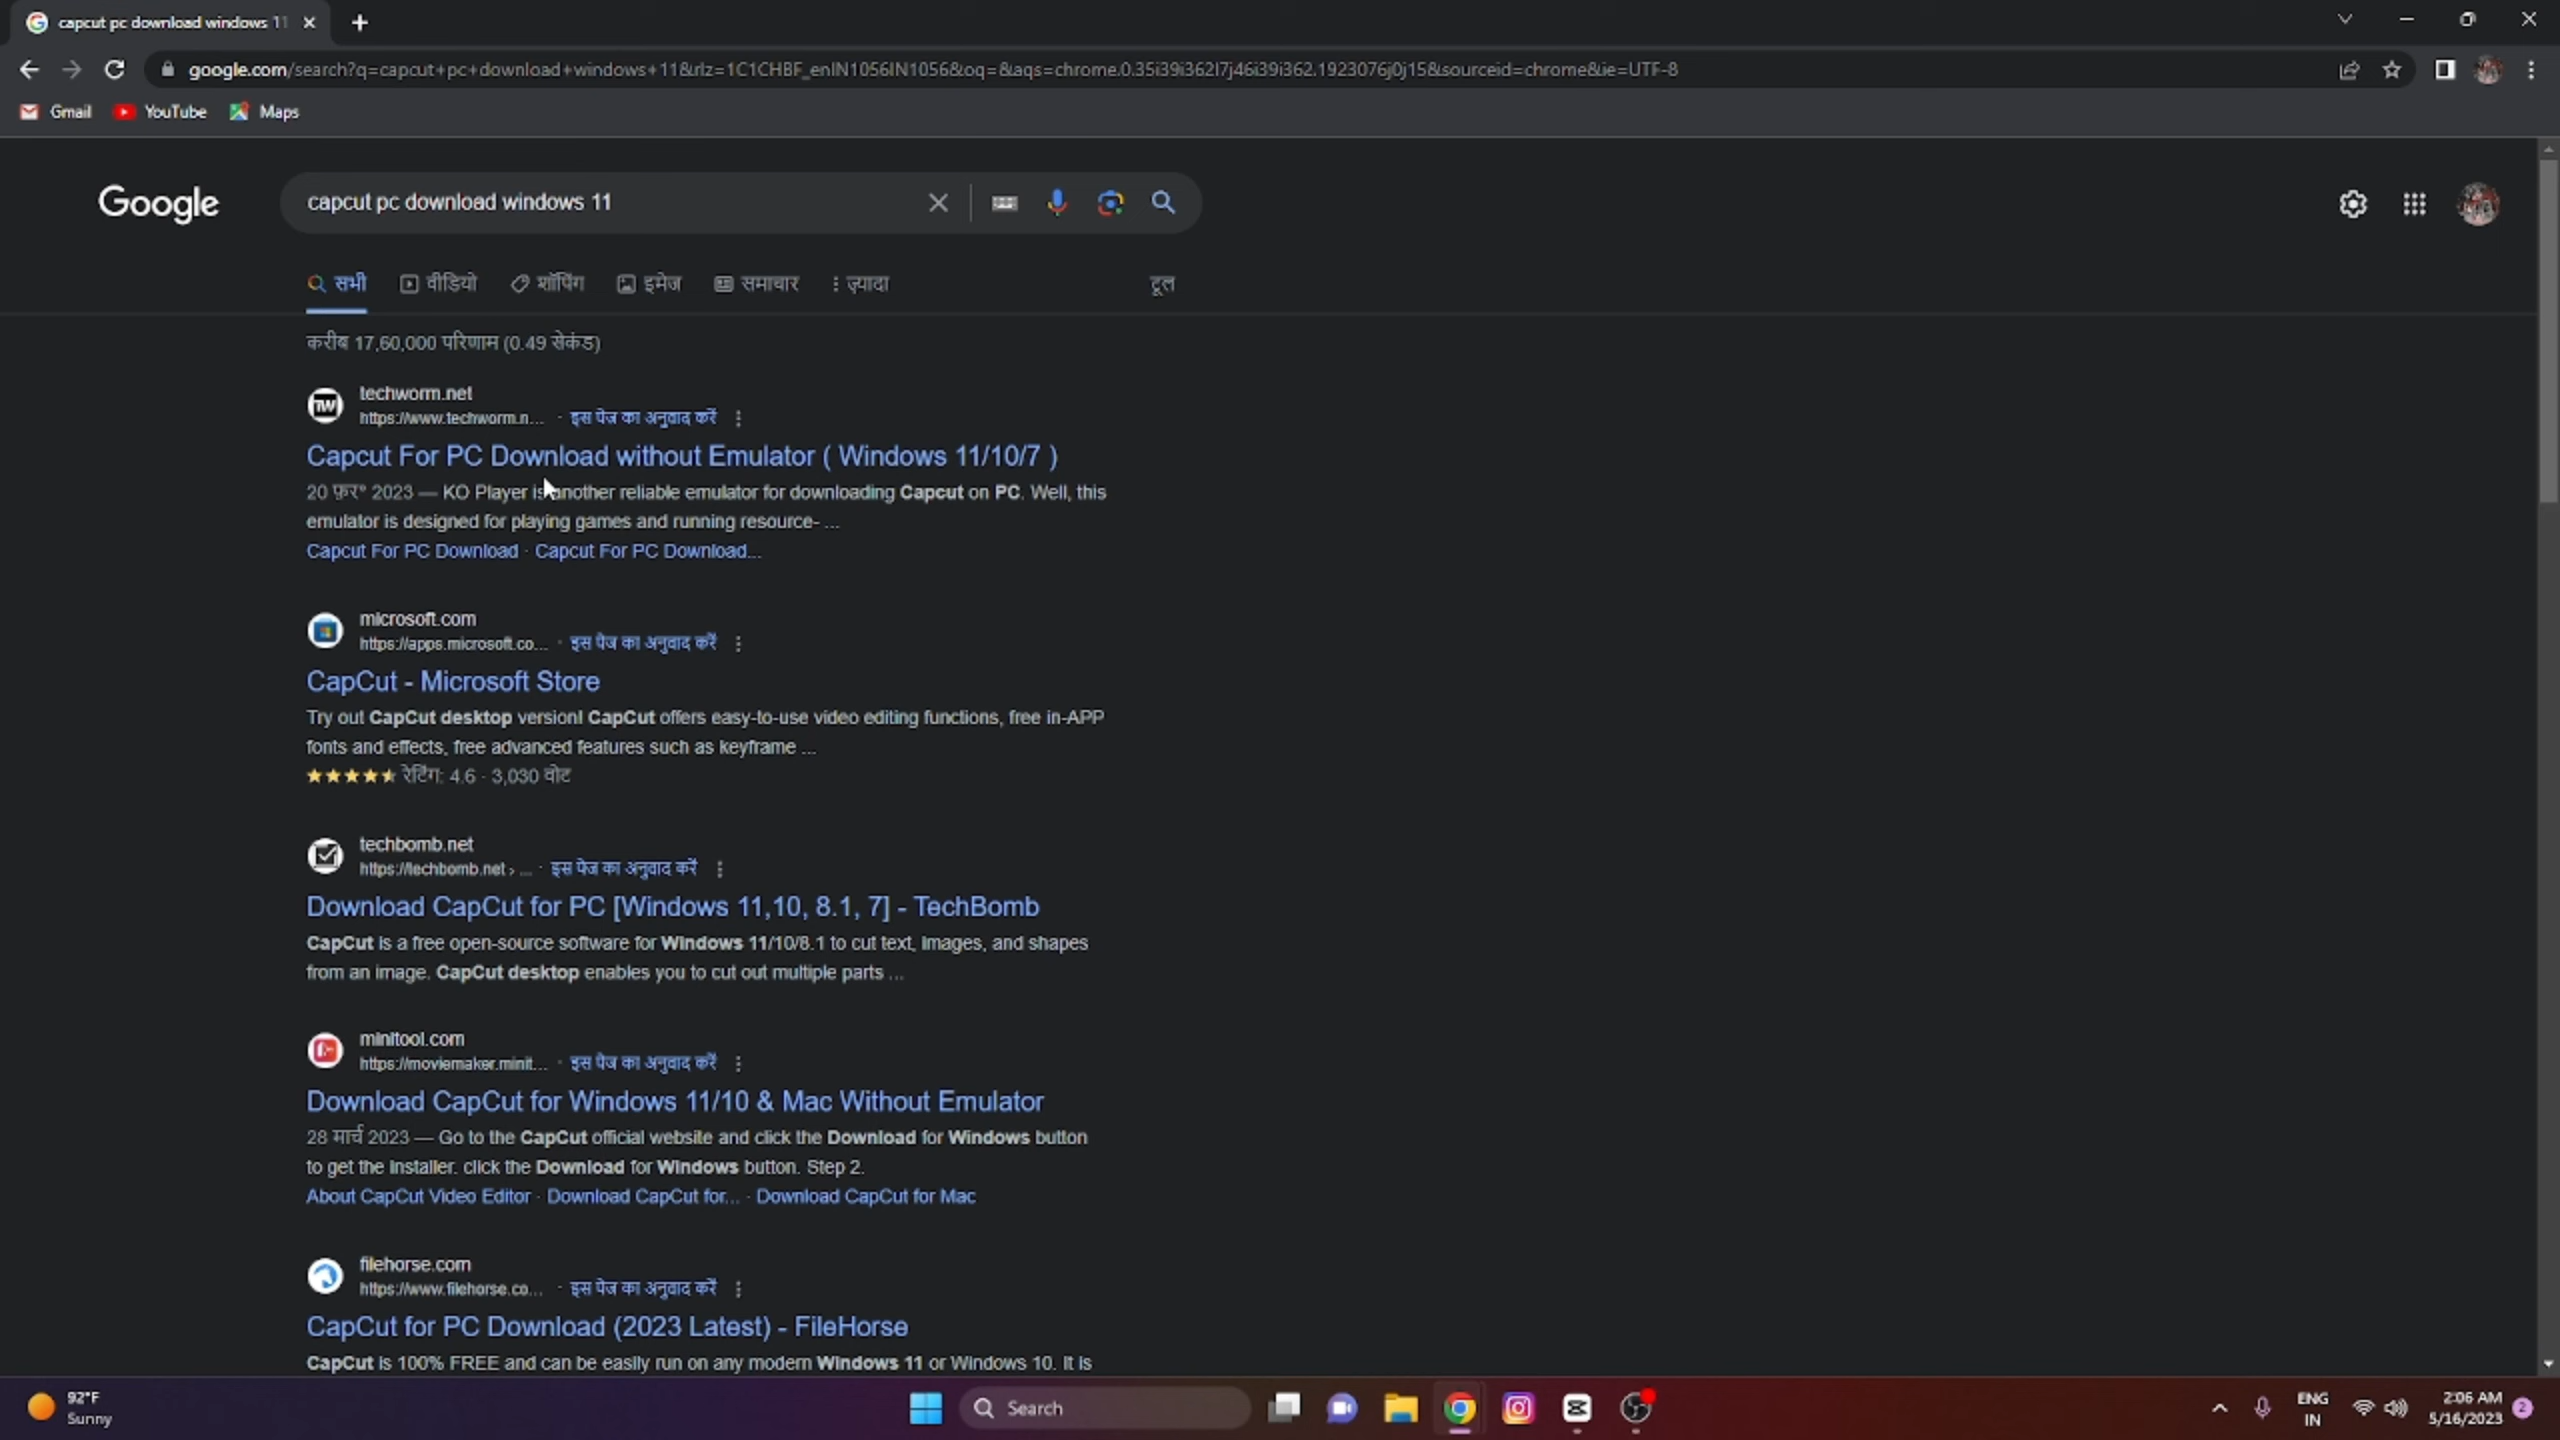 capcut pc download windows 11
google.com/search?q=capcut+pc+download+windows+11&rlz=1C1CHBF_enIN1056IN1056&oq=&aqs=chrome.0.35i39i362l7j46i39i362.1923076j0j15&sourceid=chrome&ie=UTF-8
Gmail YouTube Maps
Google capcut pc download windows 11
सभी वीडियो शॉपिंग इमेज समाचार ज़्यादा टूल
करीब 17,60,000 परिणाम (0.49 सेकंड)
techworm.net
https://www.techworm.n... · इस पेज का अनुवाद करें
Capcut For PC Download without Emulator ( Windows 11/10/7 )
20 फ़र॰ 2023 — KO Player is another reliable emulator for downloading Capcut on PC. Well, this
emulator is designed for playing games and running resource- ...
Capcut For PC Download · Capcut For PC Download...
microsoft.com
https://apps.microsoft.co... · इस पेज का अनुवाद करें
CapCut - Microsoft Store
Try out CapCut desktop version! CapCut offers easy-to-use video editing functions, free in-APP
fonts and effects, free advanced features such as keyframe ...
रेटिंग: 4.6 · 3,030 वोट
techbomb.net
https://techbomb.net › ... · इस पेज का अनुवाद करें
Download CapCut for PC [Windows 11,10, 8.1, 7] - TechBomb
CapCut is a free open-source software for Windows 11/10/8.1 to cut text, images, and shapes
from an image. CapCut desktop enables you to cut out multiple parts ...
minitool.com
https://moviemaker.minit... · इस पेज का अनुवाद करें
Download CapCut for Windows 11/10 & Mac Without Emulator
28 मार्च 2023 — Go to the CapCut official website and click the Download for Windows button
to get the installer. click the Download for Windows button. Step 2.
About CapCut Video Editor · Download CapCut for... · Download CapCut for Mac
filehorse.com
https://www.filehorse.co... · इस पेज का अनुवाद करें
CapCut for PC Download (2023 Latest) - FileHorse
CapCut is 100% FREE and can be easily run on any modern Windows 11 or Windows 10. It is
92°F
Sunny
Search
ENG
IN
2:06 AM
5/16/2023
2